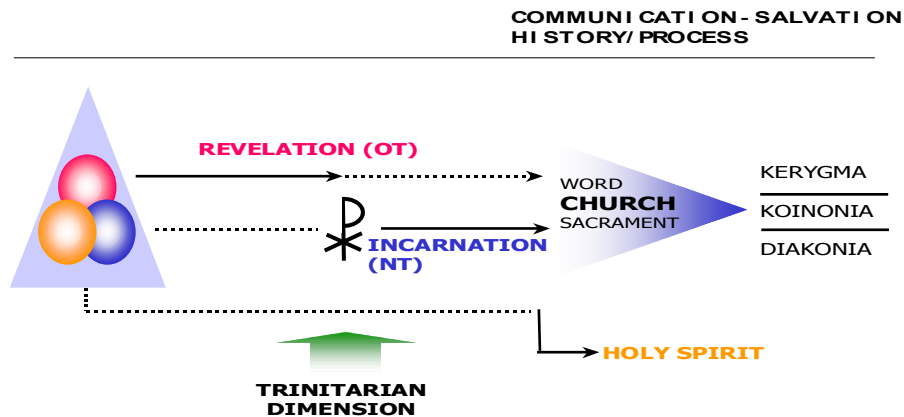 COMMUNICATION-SALVATION
HISTORY/PROCESS
REVELATION (OT)
WORD
CHURCH
SACRAMENT
KERYGMA
KOINONIA
DIAKONIA
INCARNATION
(NT)
HOLY SPIRIT
TRINITARIAN
DIMENSION